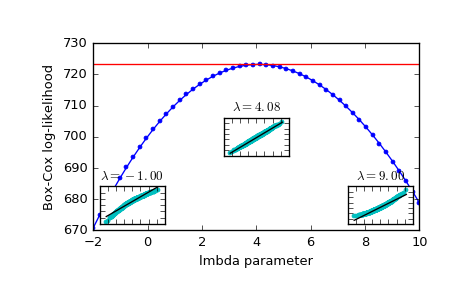 730
720
710
700
690
680
670
λ = 4.08
λ = −1.00
λ = 9.00
−2
0
2
4
6
8
10
lmbda parameter
Box-Cox log-likelihood